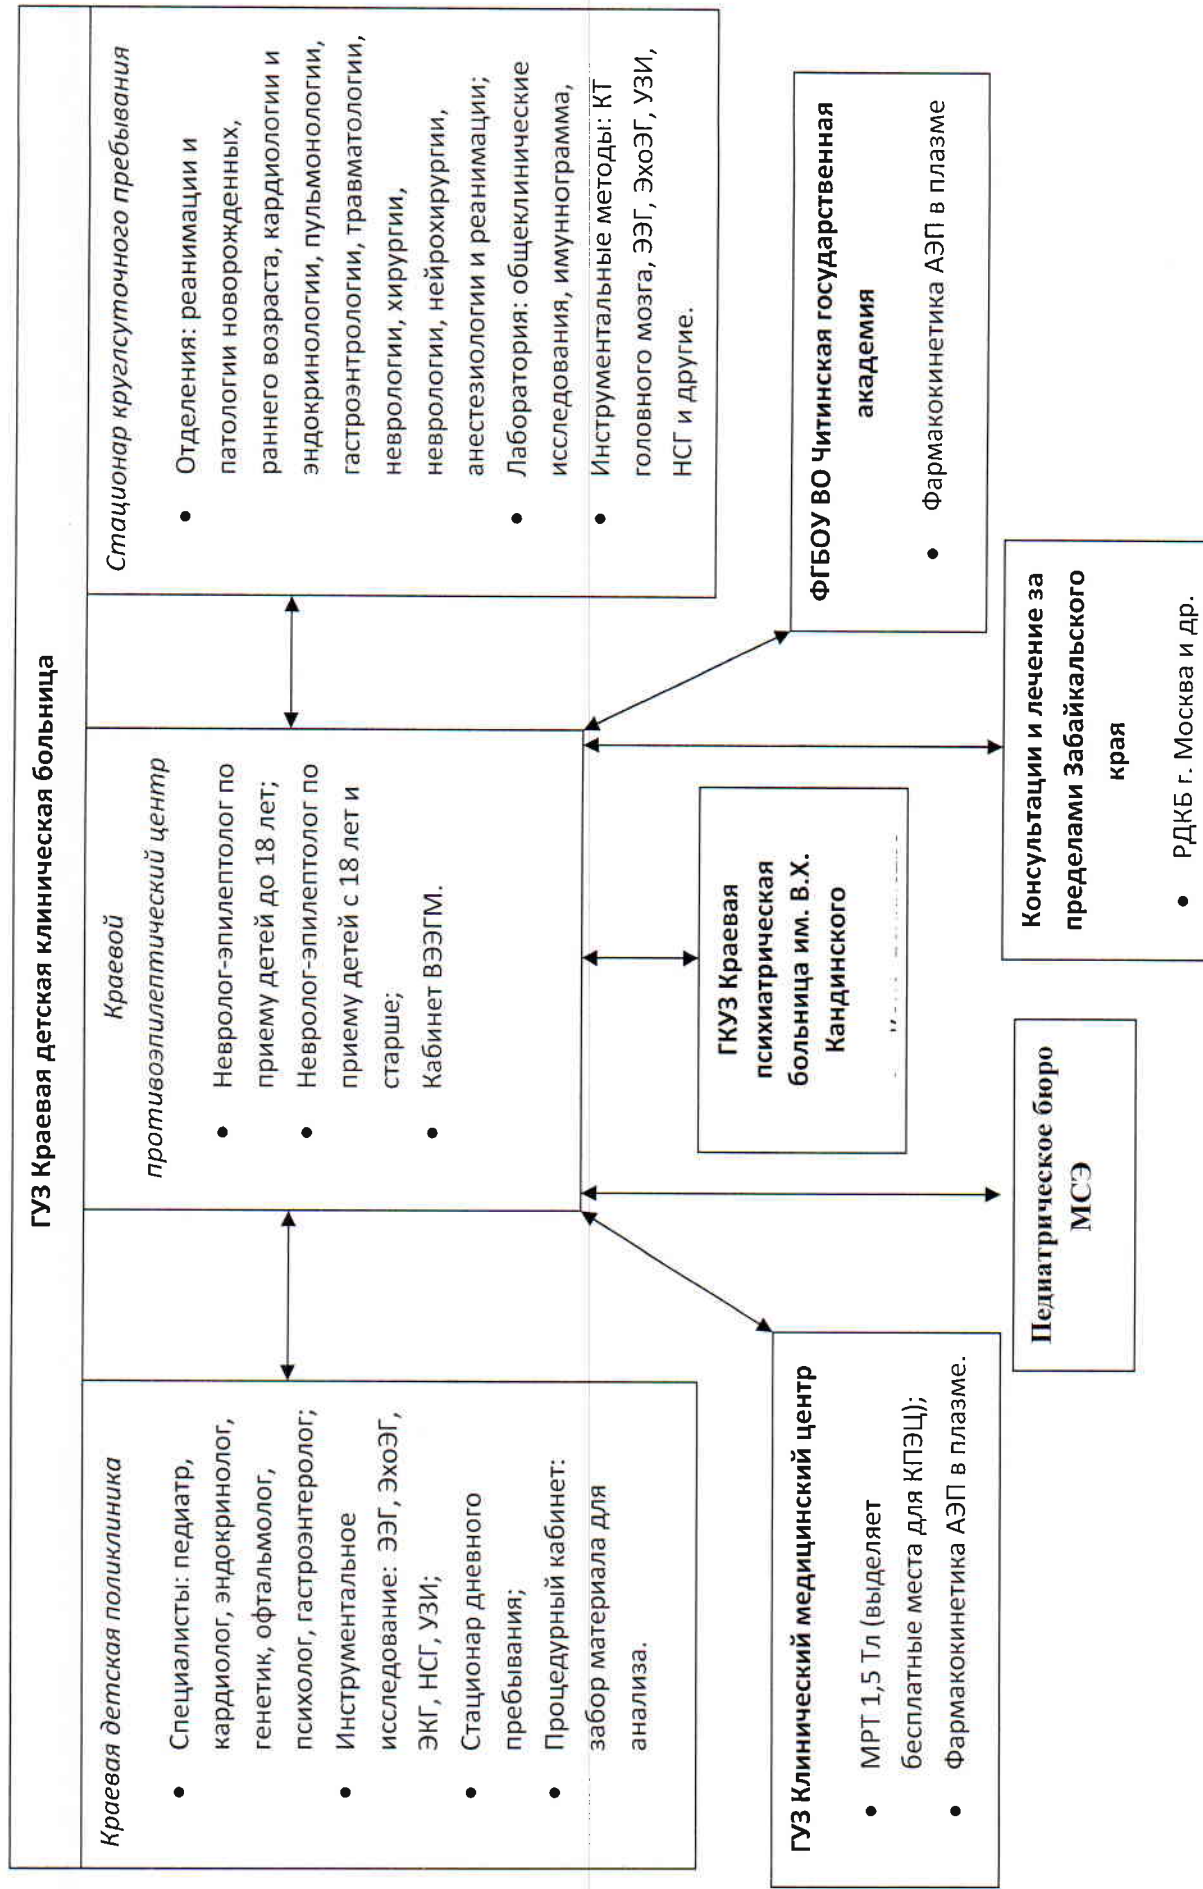 ГУЗ Краевая детская клиническая больница
Краевая детская поликлиника
• Специалисты: педиатр,
кардиолог, эндокринолог,
генетик, офтальмолог,
психолог, гастроэнтеролог;
• Инструментальное
исследование: ЭЭГ, ЭхоЭГ,
ЭКГ, НСГ, УЗИ;
• Стационар дневного
пребывания;
• Процедурный кабинет:
забор материала для
анализа.
Краевой
противоэпилептический центр
• Невролог-эпилептолог по
приему детей до 18 лет;
• Невролог-эпилептолог по
приему детей с 18 лет и
старше;
• Кабинет ВЭЭГМ.
Стационар круглсуточного пребывания
• Отделения: реанимации и
патологии новорожденных,
раннего возраста, кардиологии и
эндокринологии, пульмонологии,
гастроэнтрологии, травматологии,
неврологии, хирургии,
неврологии, нейрохирургии,
анестезиологии и реанимации;
• Лаборатория: общеклинические
исследования, имуннограмма,
• Инструментальные методы: КТ
головного мозга, ЭЭГ, ЭхоЭГ, УЗИ,
НСГ и другие.
ГУЗ Клинический медицинский центр
• МРТ 1,5 Тл (выделяет
бесплатные места для КПЭЦ);
• Фармакокинетика АЭП в плазме.
Педиатрическое бюро
МСЭ
ГКУЗ Краевая
психиатрическая
больница им. В.Х.
Кандинского
Консультации и лечение за
пределами Забайкальского
края
• РДКБ г. Москва и др.
ФГБОУ ВО Читинская государственная
академия
• Фармакокинетика АЭП в плазме